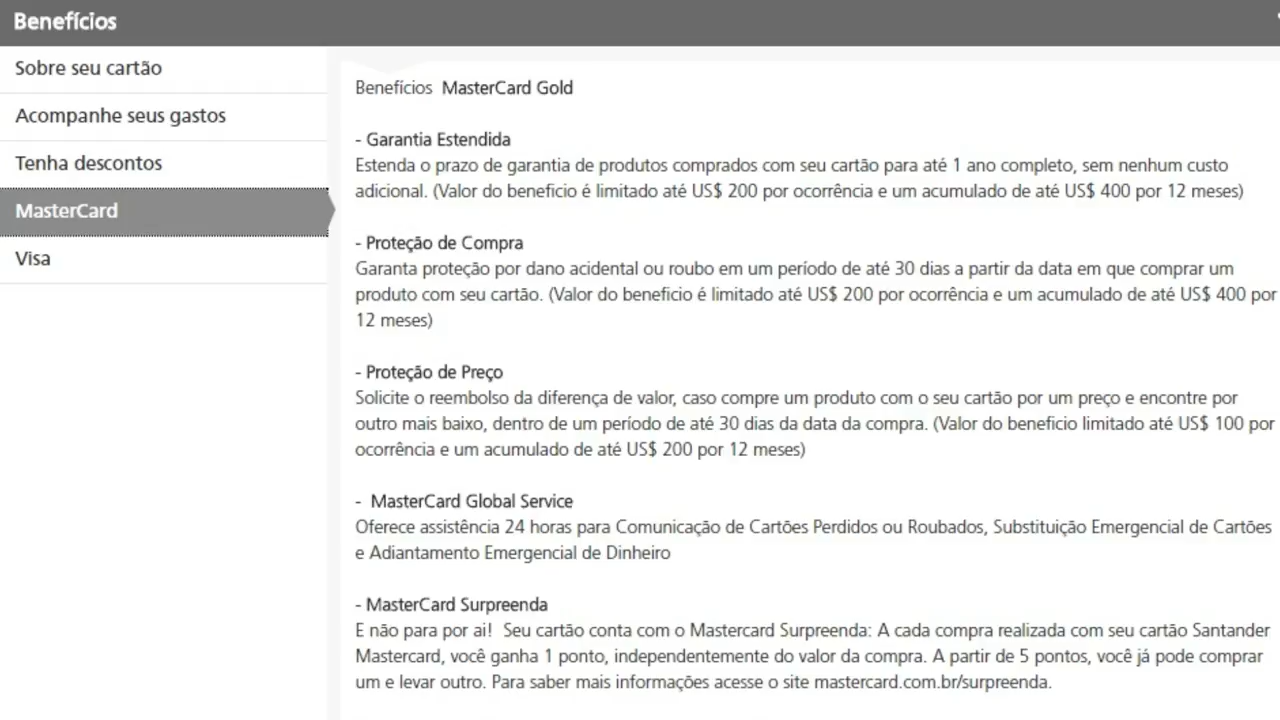 Benefícios
Sobre seu cartão
Acompanhe seus gastos
Tenha descontos
MasterCard
Visa
Benefícios MasterCard Gold
- Garantia Estendida
Estenda o prazo de garantia de produtos comprados com seu cartão para até 1 ano completo, sem nenhum custo
adicional. (Valor do beneficio é limitado até US$ 200 por ocorrência e um acumulado de até US$ 400 por 12 meses)
- Proteção de Compra
Garanta proteção por dano acidental ou roubo em um período de até 30 dias a partir da data em que comprar um
produto com seu cartão. (Valor do beneficio é limitado até US$ 200 por ocorrência e um acumulado de até US$ 400 por
12 meses)
- Proteção de Preço
Solicite o reembolso da diferença de valor, caso compre um produto com o seu cartão por um preço e encontre por
outro mais baixo, dentro de um período de até 30 dias da data da compra. (Valor do beneficio limitado até US$ 100 por
ocorrência e um acumulado de até US$ 200 por 12 meses)
- MasterCard Global Service
Oferece assistência 24 horas para Comunicação de Cartões Perdidos ou Roubados, Substituição Emergencial de Cartões
e Adiantamento Emergencial de Dinheiro
- MasterCard Surpreenda
E não para por ai! Seu cartão conta com o Mastercard Surpreenda: A cada compra realizada com seu cartão Santander
Mastercard, você ganha 1 ponto, independentemente do valor da compra. A partir de 5 pontos, você já pode comprar
um e levar outro. Para saber mais informações acesse o site mastercard.com.br/surpreenda.